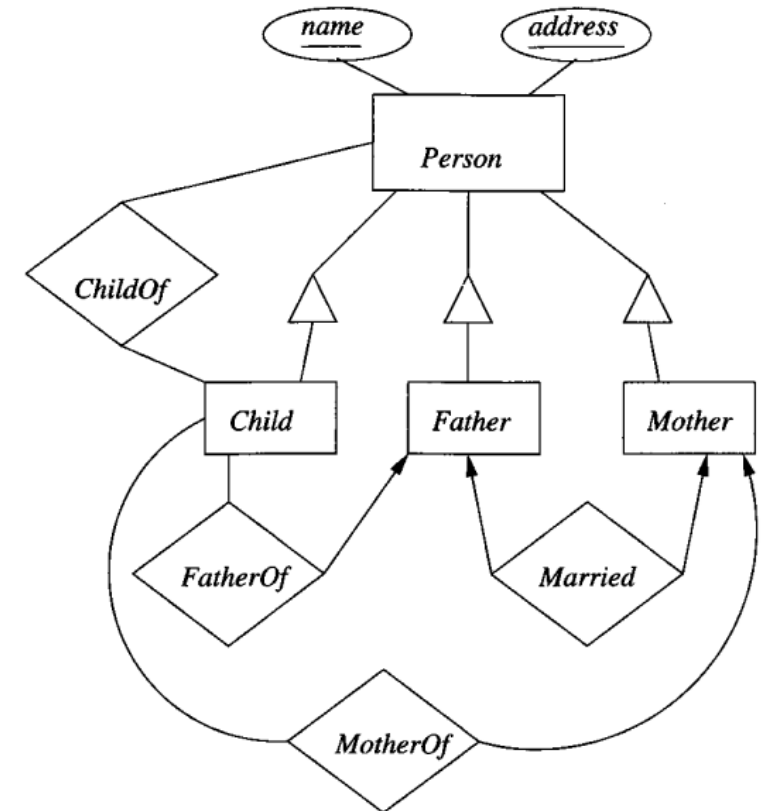 name address
Person
ChildOf
Child Father Mother
FatherOf Married
MotherOf